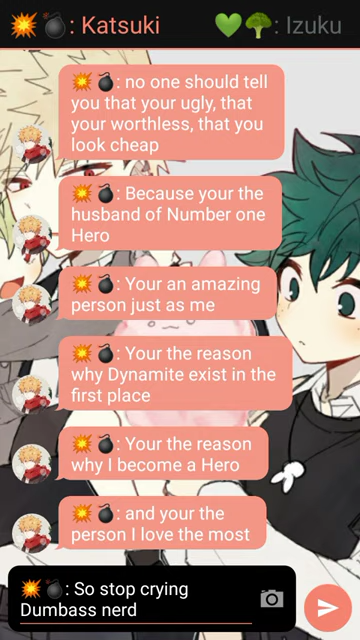 💥💣: Katsuki 💚🥦: Izuku
💥💣: no one should tell
you that your ugly, that
your worthless, that you
look cheap
💥💣: Because your the
husband of Number one
Hero
💥💣: Your an amazing
person just as me
💥💣: Your the reason
why Dynamite exist in the
first place
💥💣: Your the reason
why I become a Hero
💥💣: and your the
person I love the most
💥💣: So stop crying
Dumbass nerd